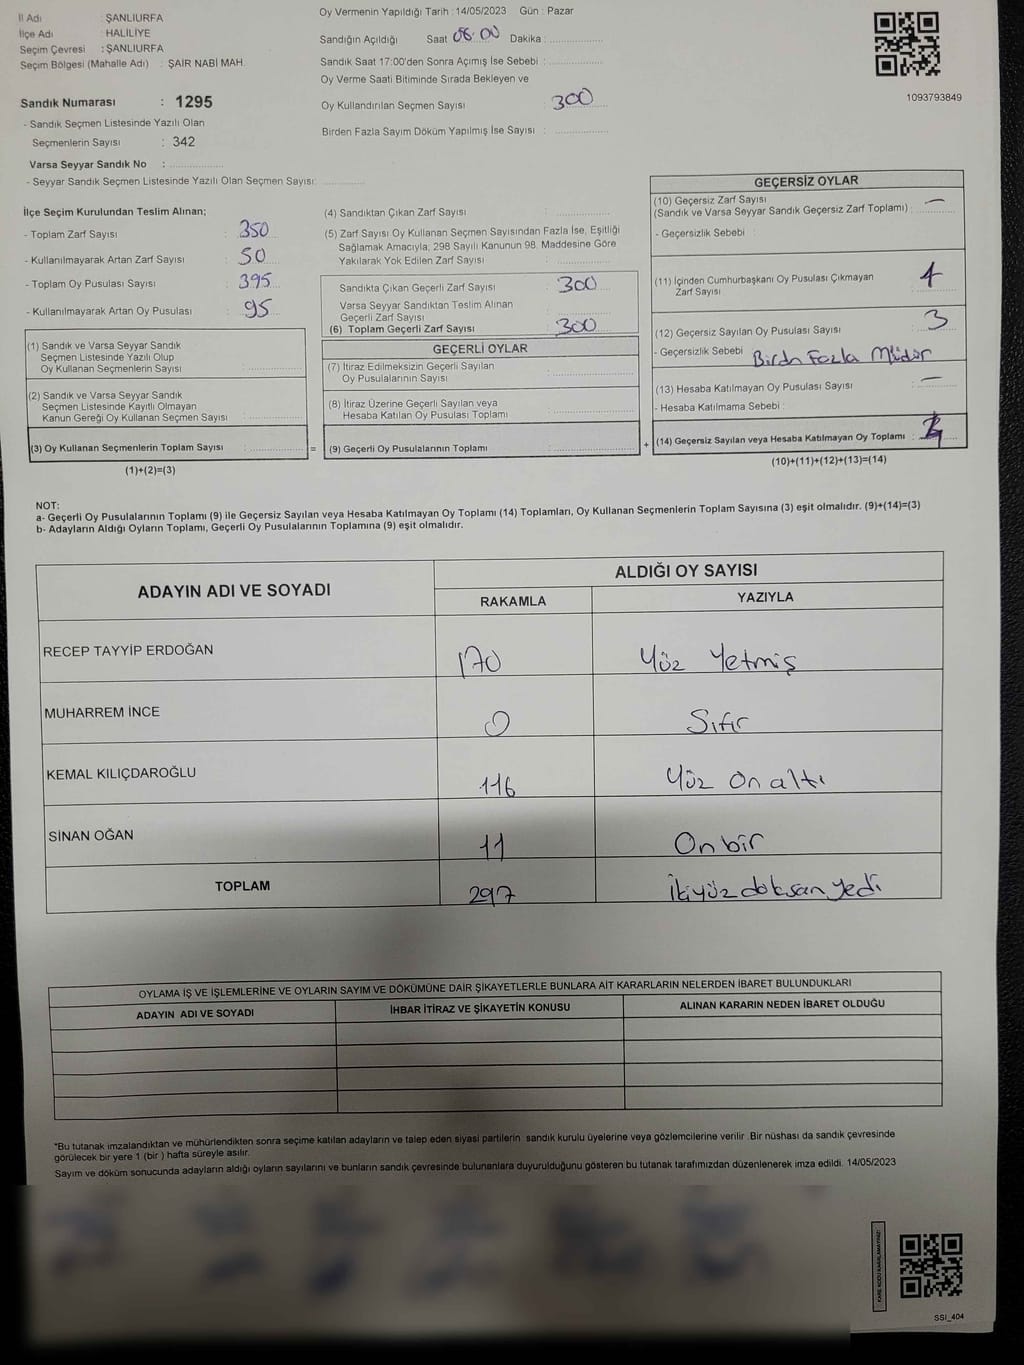 İl Adı : ŞANLIURFA
İlçe Adı : HALİLİYE
Seçim Çevresi : ŞANLIURFA
Seçim Bölgesi (Mahalle Adı) : ŞAİR NABİ MAH.
Sandık Numarası : 1295
- Sandık Seçmen Listesinde Yazılı Olan
Seçmenlerin Sayısı : 342
Varsa Seyyar Sandık No :
- Seyyar Sandık Seçmen Listesinde Yazılı Olan Seçmen Sayısı:
Oy Vermenin Yapıldığı Tarih : 14/05/2023 Gün : Pazar
Sandığın Açıldığı Saat 08:00 Dakika :
Sandık Saat 17:00'den Sonra Açımış İse Sebebi :
Oy Verme Saati Bitiminde Sırada Bekleyen ve
Oy Kullandırılan Seçmen Sayısı : 300
Birden Fazla Sayım Döküm Yapılmış İse Sayısı :
1093793849
İlçe Seçim Kurulundan Teslim Alınan;
- Toplam Zarf Sayısı : 350
- Kullanılmayarak Artan Zarf Sayısı : 50
- Toplam Oy Pusulası Sayısı : 395
- Kullanılmayarak Artan Oy Pusulası : 95
(1) Sandık ve Varsa Seyyar Sandık
Seçmen Listesinde Yazılı Olup
Oy Kullanan Seçmenlerin Sayısı :
(2) Sandık ve Varsa Seyyar Sandık
Seçmen Listesinde Kayıtlı Olmayan
Kanun Gereği Oy Kullanan Seçmen Sayısı :
(3) Oy Kullanan Seçmenlerin Toplam Sayısı :
(1)+(2)=(3)
=
(4) Sandıktan Çıkan Zarf Sayısı :
(5) Zarf Sayısı Oy Kullanan Seçmen Sayısından Fazla İse, Eşitliği
Sağlamak Amacıyla; 298 Sayılı Kanunun 98. Maddesine Göre
Yakılarak Yok Edilen Zarf Sayısı :
Sandıkta Çıkan Geçerli Zarf Sayısı : 300
Varsa Seyyar Sandıktan Teslim Alınan
Geçerli Zarf Sayısı :
(6) Toplam Geçerli Zarf Sayısı : 300
GEÇERLİ OYLAR
(7) İtiraz Edilmeksizin Geçerli Sayılan
Oy Pusulalarının Sayısı :
(8) İtiraz Üzerine Geçerli Sayılan veya
Hesaba Katılan Oy Pusulası Toplamı :
(9) Geçerli Oy Pusulalarının Toplamı :
+
GEÇERSİZ OYLAR
(10) Geçersiz Zarf Sayısı
(Sandık ve Varsa Seyyar Sandık Geçersiz Zarf Toplamı) : —
- Geçersizlik Sebebi :
(11) İçinden Cumhurbaşkanı Oy Pusulası Çıkmayan
Zarf Sayısı :
(12) Geçersiz Sayılan Oy Pusulası Sayısı : 3
- Geçersizlik Sebebi : Birdn Fazla Müdür
(13) Hesaba Katılmayan Oy Pusulası Sayısı : —
- Hesaba Katılmama Sebebi :
(14) Geçersiz Sayılan veya Hesaba Katılmayan Oy Toplamı :
(10)+(11)+(12)+(13)=(14)
NOT:
a- Geçerli Oy Pusulalarının Toplamı (9) ile Geçersiz Sayılan veya Hesaba Katılmayan Oy Toplamı (14) Toplamları, Oy Kullanan Seçmenlerin Toplam Sayısına (3) eşit olmalıdır. (9)+(14)=(3)
b- Adayların Aldığı Oyların Toplamı, Geçerli Oy Pusulalarının Toplamına (9) eşit olmalıdır.
ADAYIN ADI VE SOYADI
ALDIĞI OY SAYISI
RAKAMLA YAZIYLA
RECEP TAYYİP ERDOĞAN 170 Yüz Yetmiş
MUHARREM İNCE 0 Sıfır
KEMAL KILIÇDAROĞLU 116 Yüz On altı
SİNAN OĞAN 11 On bir
TOPLAM 297 İkiyüz doksan yedi
OYLAMA İŞ VE İŞLEMLERİNE VE OYLARIN SAYIM VE DÖKÜMÜNE DAİR ŞİKAYETLERLE BUNLARA AİT KARARLARIN NELERDEN İBARET BULUNDUKLARI
ADAYIN ADI VE SOYADI İHBAR İTİRAZ VE ŞİKAYETİN KONUSU ALINAN KARARIN NEDEN İBARET OLDUĞU
*Bu tutanak imzalandıktan ve mühürlendikten sonra seçime katılan adayların ve talep eden siyasi partilerin sandık kurulu üyelerine veya gözlemcilerine verilir .Bir nüshası da sandık çevresinde
görülecek bir yere 1 (bir ) hafta süreyle asılır.
Sayım ve döküm sonucunda adayların aldığı oyların sayılarını ve bunların sandık çevresinde bulunanlara duyurulduğunu gösteren bu tutanak tarafımızdan düzenlenerek imza edildi. 14/05/2023
KARE KODU KARALAMAYINIZ!
SSI_404